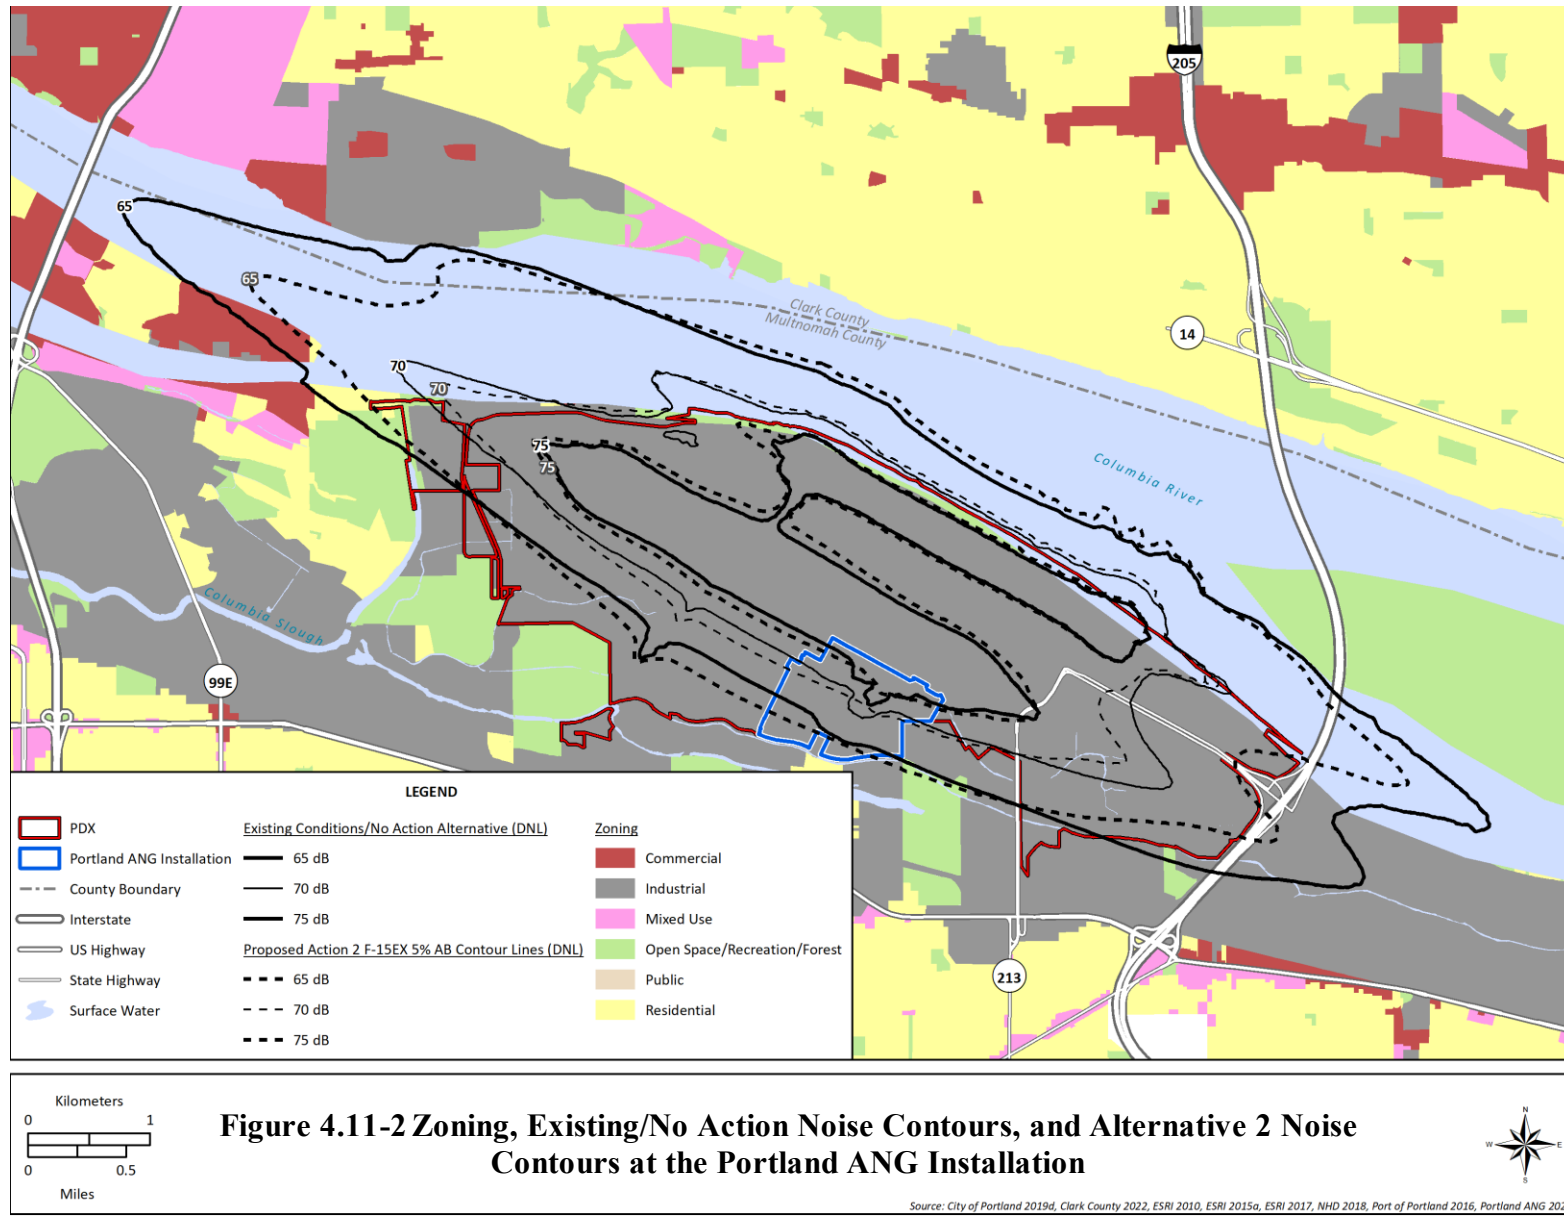 205
65
65
Clark County
Multnomah County
14
70
70
75
75
Columbia River
Columbia Slough
99E
213
LEGEND
PDX
Portland ANG Installation
County Boundary
Interstate
US Highway
State Highway
Surface Water
Existing Conditions/No Action Alternative (DNL)
65 dB
70 dB
75 dB
Proposed Action 2 F-15EX 5% AB Contour Lines (DNL)
65 dB
70 dB
75 dB
Zoning
Commercial
Industrial
Mixed Use
Open Space/Recreation/Forest
Public
Residential
Kilometers
0 1
0 0.5
Miles
Figure 4.11-2 Zoning, Existing/No Action Noise Contours, and Alternative 2 Noise
Contours at the Portland ANG Installation
N
W E
S
Source: City of Portland 2019d, Clark County 2022, ESRI 2010, ESRI 2015a, ESRI 2017, NHD 2018, Port of Portland 2016, Portland ANG